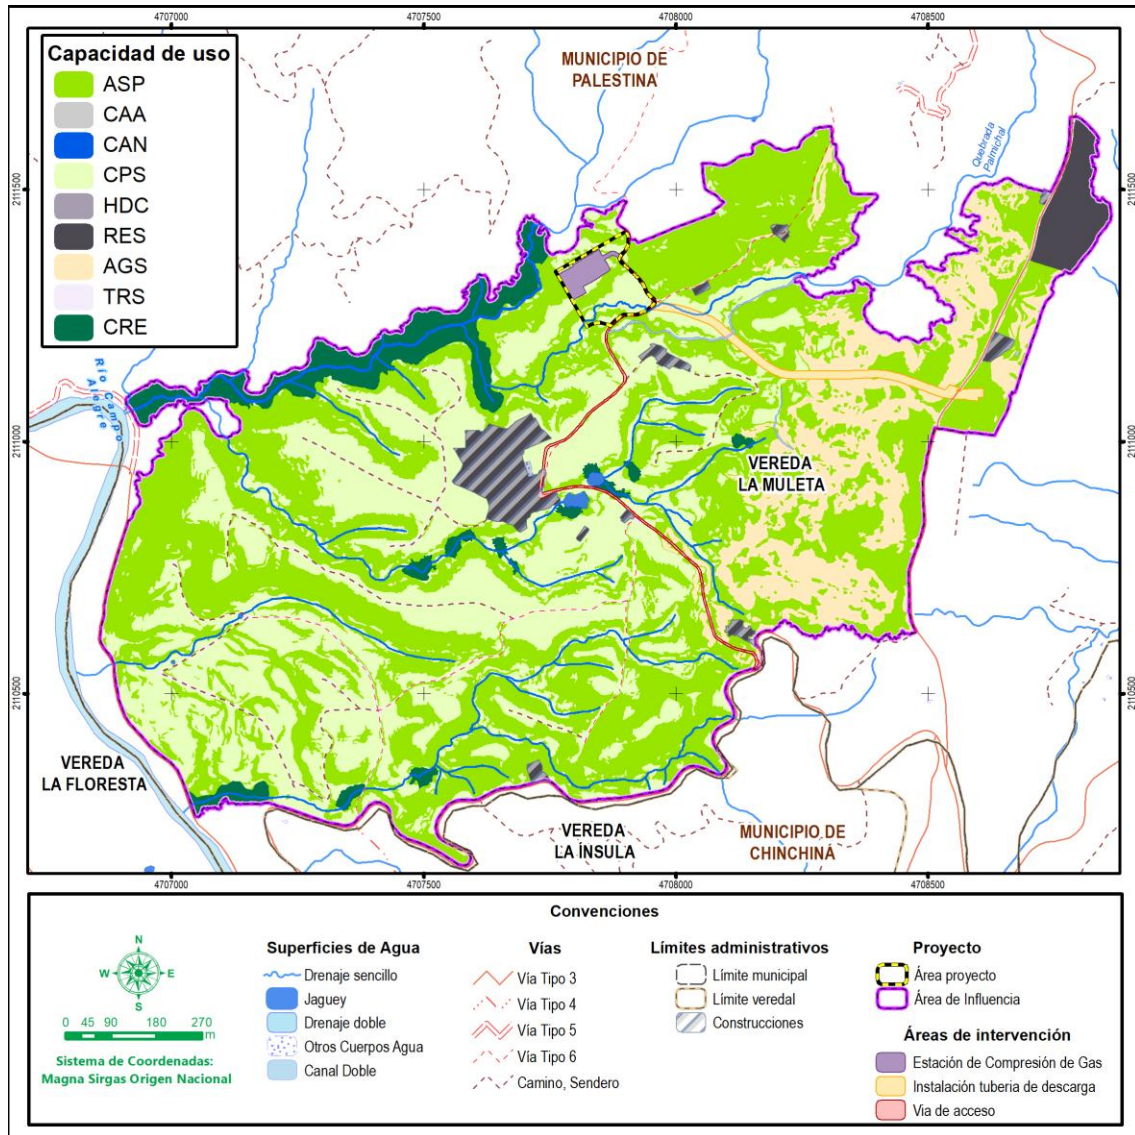 4707000
4707500
4708000
4708500
Capacidad de uso
ASP
CAA
CAN
CPS
HDC
RES
AGS
TRS
CRE
MUNICIPIO DE
PALESTINA
Quebrada
Palmichal
2111500
2111500
Río Campo
Alegre
2111000
2111000
VEREDA
LA MULETA
2110500
2110500
VEREDA
LA FLORESTA
VEREDA
LA ÍNSULA
MUNICIPIO DE
CHINCHINÁ
4707000
4707500
4708000
4708500
Convenciones
N
W
E
S
0 45 90 180 270
m
Sistema de Coordenadas:
Magna Sirgas Origen Nacional
Superficies de Agua
Drenaje sencillo
Jaguey
Drenaje doble
Otros Cuerpos Agua
Canal Doble
Vías
Vía Tipo 3
Vía Tipo 4
Vía Tipo 5
Vía Tipo 6
Camino, Sendero
Límites administrativos
Límite municipal
Límite veredal
Construcciones
Proyecto
Área proyecto
Área de Influencia
Áreas de intervención
Estación de Compresión de Gas
Instalación tuberia de descarga
Via de acceso